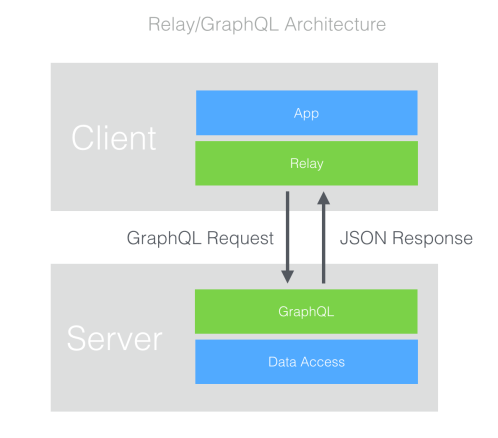 Relay/GraphQL Architecture
Client
App
Relay
GraphQL Request
JSON Response
Server
GraphQL
Data Access